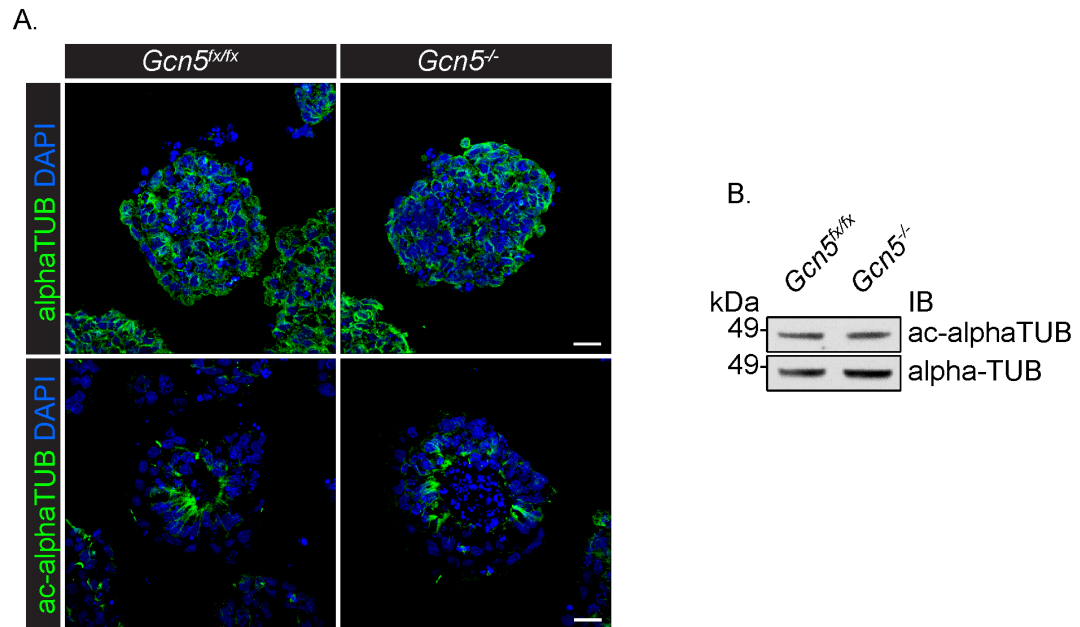 A.
Gcn5fx/fx Gcn5-/-
alphaTUB DAPI
ac-alphaTUB DAPI
B.
Gcn5fx/fx Gcn5-/-
kDa IB
49- ac-alphaTUB
49- alpha-TUB